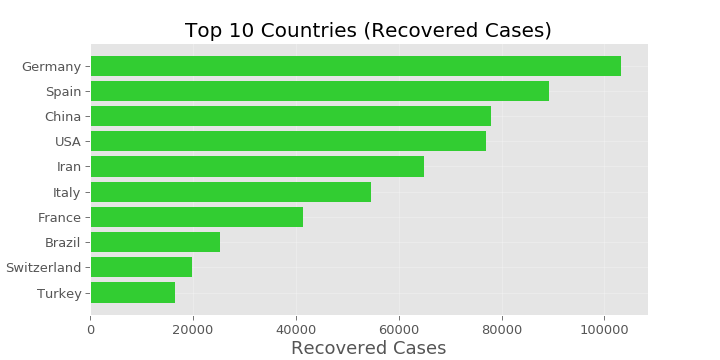 Top 10 Countries (Recovered Cases)
Germany
Spain
China
USA
Iran
Italy
France
Brazil
Switzerland
Turkey
0 20000 40000 60000 80000 100000
Recovered Cases